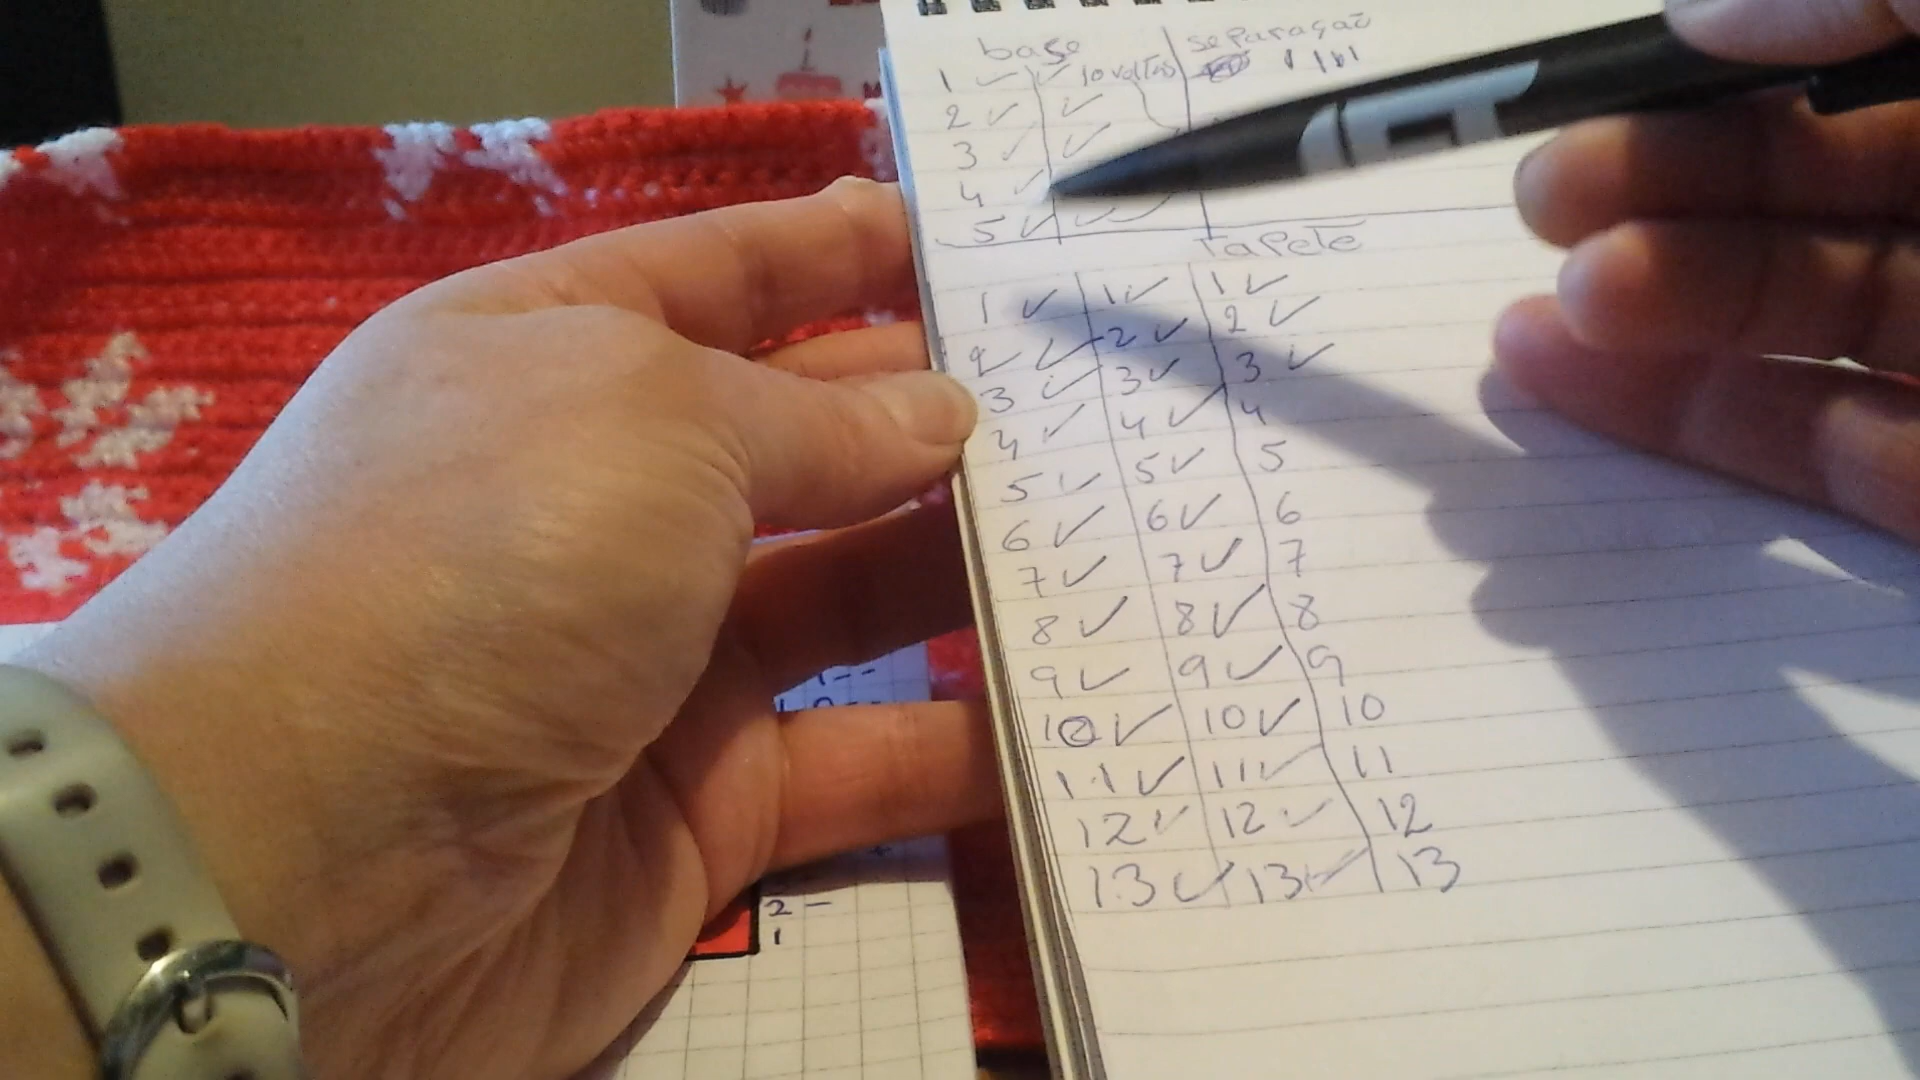 base separação
1 ✓ ✓ 10 voltas
2 ✓ ✓
3 ✓ ✓
4 ✓
5 ✓ ✓✓
Tapete
1 ✓ 1 ✓ 1 ✓
2 ✓ ✓ 2 ✓ 2 ✓
3 ✓ 3 ✓ 3 ✓
4 ✓ 4 ✓ 4
5 ✓ 5 ✓ 5
6 ✓ 6 ✓ 6
7 ✓ 7 ✓ 7
8 ✓ 8 ✓ 8
9 ✓ 9 ✓ 9
10 ✓ 10 ✓ 10
11 ✓ 11 ✓ 11
12 ✓ 12 ✓ 12
13 ✓ 13 ✓ 13
2 –
1